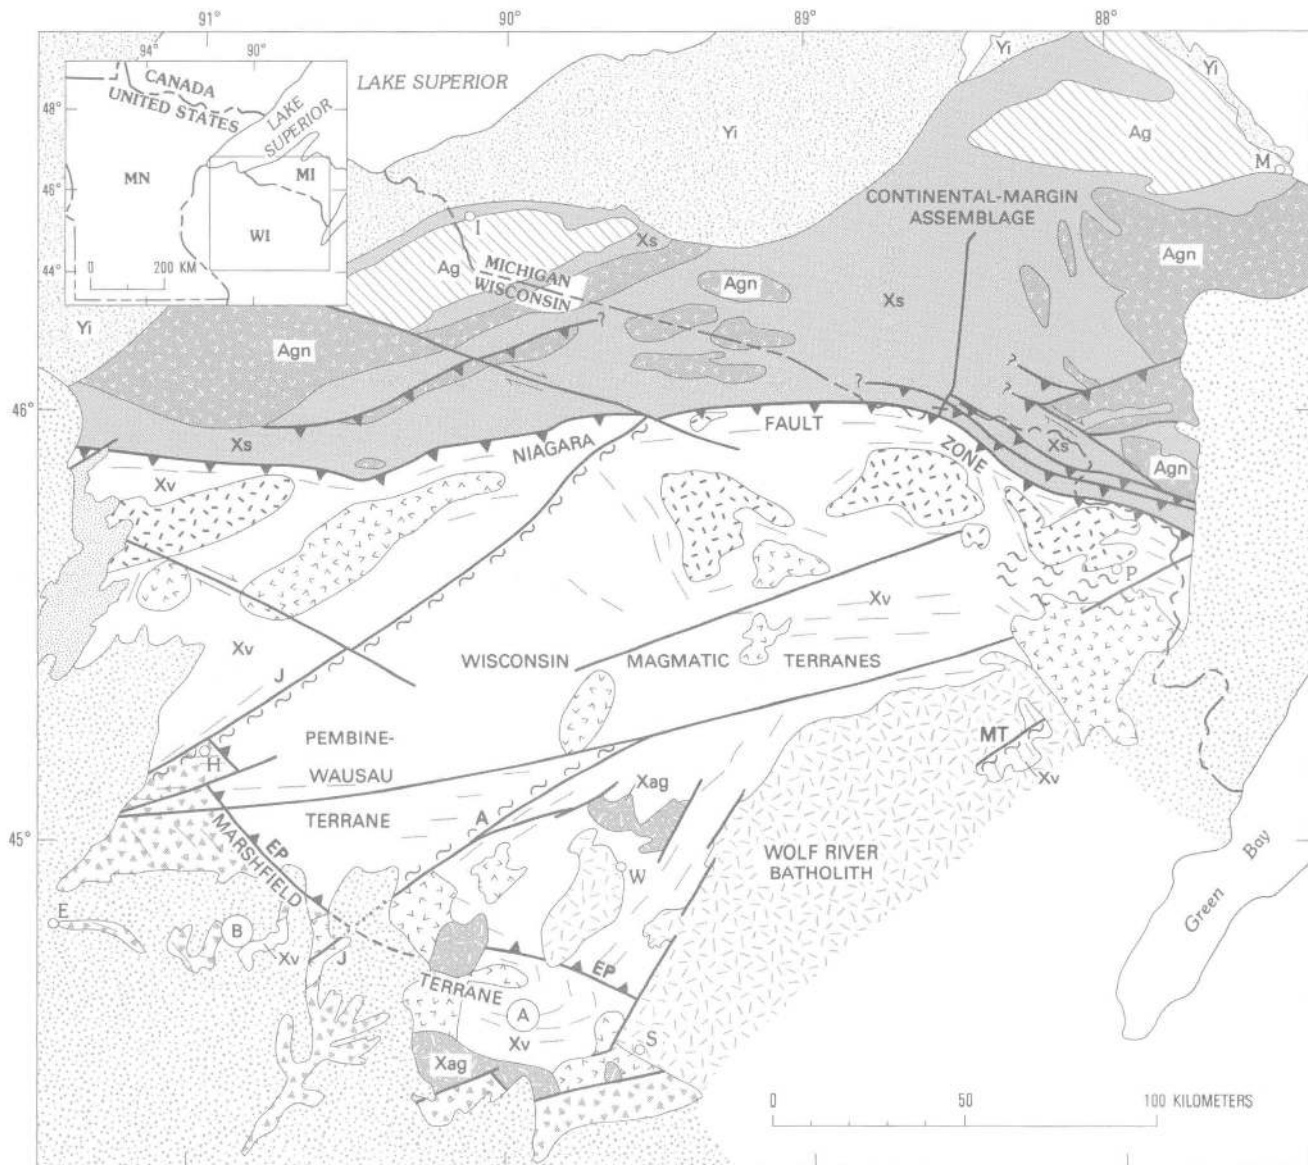 91°
90°
89°
88°
94°
90°
CANADA
UNITED STATES
LAKE
SUPERIOR
48°
46°
44°
MN
MI
WI
0
200 KM
LAKE SUPERIOR
Yi
Yi
Yi
Ag
M
CONTINENTAL-MARGIN
ASSEMBLAGE
I
Xs
Ag
MICHIGAN
WISCONSIN
Agn
Xs
Agn
Yi
Agn
?
?
?
?
46°
Xs
NIAGARA
FAULT
ZONE
Xs
Agn
Xv
P
Xv
Xv
J
WISCONSIN
MAGMATIC
TERRANES
PEMBINE-
WAUSAU
TERRANE
H
MT
Xv
Xag
A
45°
MARSHFIELD
EP
WOLF RIVER
BATHOLITH
W
E
B
Xv
J
EP
TERRANE
A
Xv
S
Xag
Green Bay
0
50
100 KILOMETERS